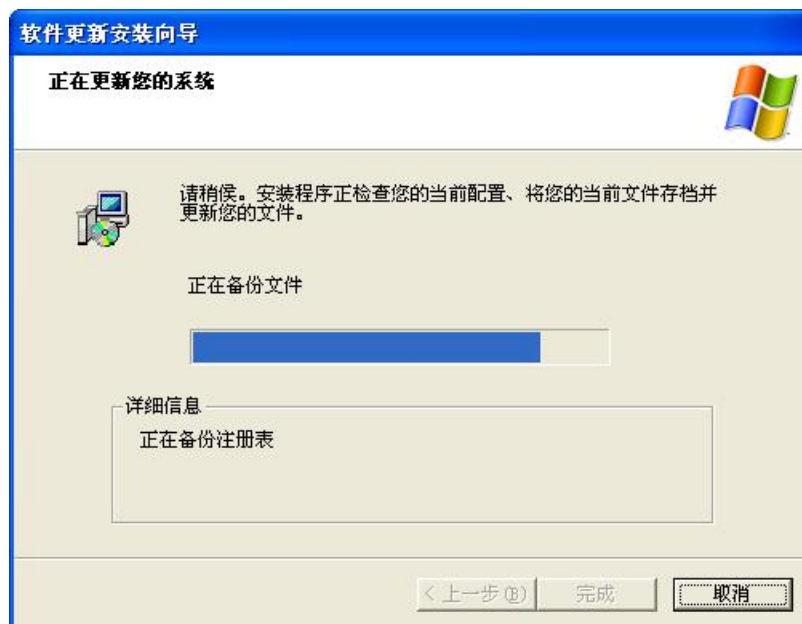 软件更新安装向导
正在更新您的系统
请稍侯。安装程序正检查您的当前配置、将您的当前文件存档并
更新您的文件。
正在备份文件
详细信息
正在备份注册表
< 上一步(B)
完成
取消